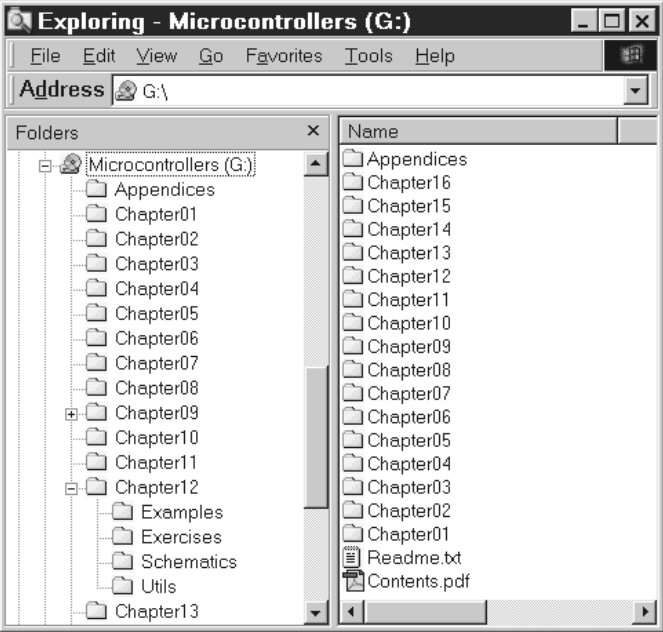 Exploring - Microcontrollers (G:)
File Edit View Go Favorites Tools Help
Address G:\
Folders
Microcontrollers (G:)
Appendices
Chapter01
Chapter02
Chapter03
Chapter04
Chapter05
Chapter06
Chapter07
Chapter08
Chapter09
Chapter10
Chapter11
Chapter12
Examples
Exercises
Schematics
Utils
Chapter13
Name
Appendices
Chapter16
Chapter15
Chapter14
Chapter13
Chapter12
Chapter11
Chapter10
Chapter09
Chapter08
Chapter07
Chapter06
Chapter05
Chapter04
Chapter03
Chapter02
Chapter01
Readme.txt
Contents.pdf